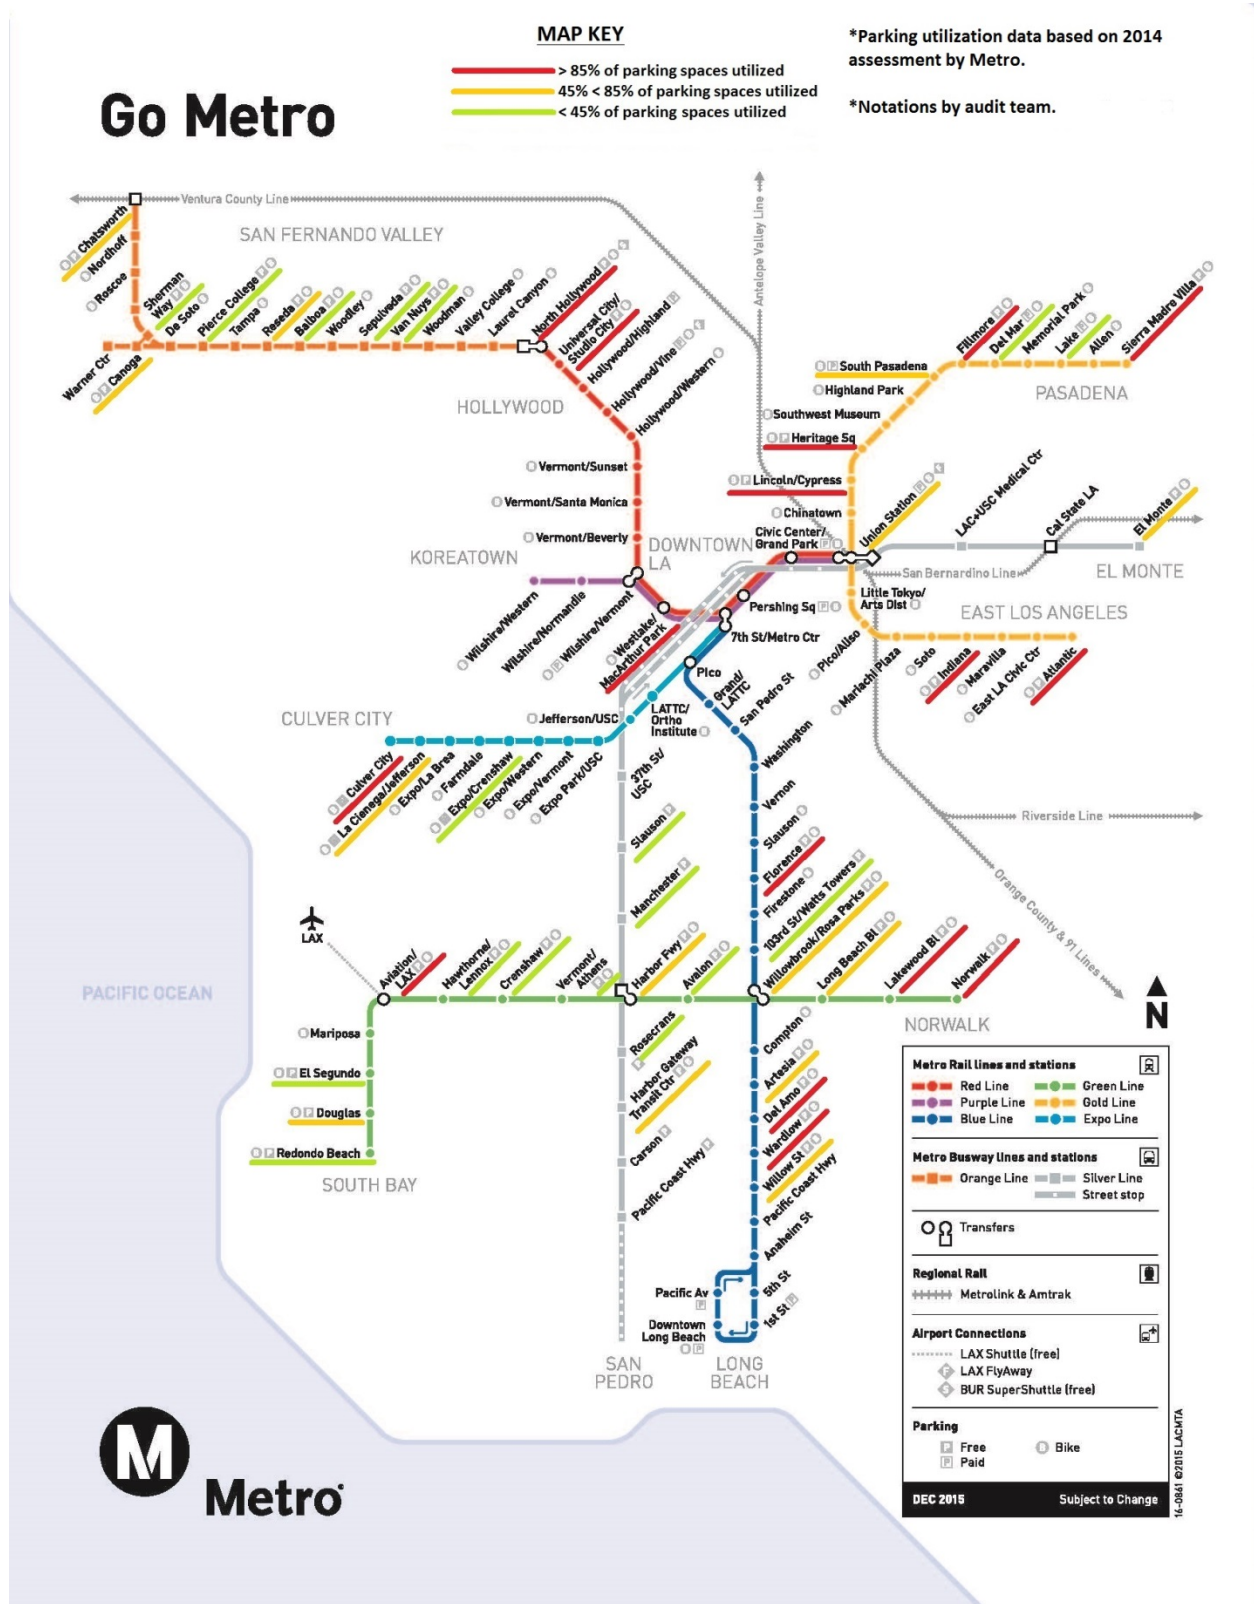 MAP KEY
> 85% of parking spaces utilized
45% < 85% of parking spaces utilized
< 45% of parking spaces utilized
*Parking utilization data based on 2014
assessment by Metro.
*Notations by audit team.
Go Metro
Ventura County Line
Antelope Valley Line
SAN FERNANDO VALLEY
Chatsworth
Nordhoff
Roscoe
Sherman
Way
Warner Ctr
Canoga
De Soto
Pierce College
Tampa
Reseda
Balboa
Woodley
Sepulveda
Van Nuys
Woodman
Valley College
Laurel Canyon
North Hollywood
Universal City/
Studio City
Hollywood/Highland
Hollywood/Vine
Hollywood/Western
HOLLYWOOD
Vermont/Sunset
Vermont/Santa Monica
Vermont/Beverly
KOREATOWN
DOWNTOWN
LA
Fillmore
Del Mar
Memorial Park
Lake
Allen
Sierra Madre Villa
South Pasadena
PASADENA
Highland Park
Southwest Museum
Heritage Sq
Lincoln/Cypress
Chinatown
Civic Center/
Grand Park
Union Station
LAC+USC Medical Ctr
Cal State LA
El Monte
San Bernardino Line
EL MONTE
Wilshire/Western
Wilshire/Normandie
Wilshire/Vermont
Westlake/
MacArthur Park
Pershing Sq
7th St/Metro Ctr
Little Tokyo/
Arts Dist
EAST LOS ANGELES
Pico/Aliso
Mariachi Plaza
Soto
Indiana
Maravilla
East LA Civic Ctr
Atlantic
Pico
Grand/
LATTC
San Pedro St
Washington
Vernon
Slauson
Florence
Firestone
103rd St/Watts Towers
Willowbrook/Rosa Parks
Long Beach Bl
Lakewood Bl
Norwalk
CULVER CITY
Jefferson/USC
LATTC/
Ortho
Institute
Culver City
La Cienega/Jefferson
Expo/La Brea
Farmdale
Expo/Crenshaw
Expo/Western
Expo/Vermont
Expo Park/USC
37th St/
USC
Slauson
Manchester
Riverside Line
Orange County & 91 Lines
LAX
Aviation/
LAX
Hawthorne/
Lennox
Crenshaw
Vermont/
Athens
Harbor Fwy
Avalon
PACIFIC OCEAN
N
NORWALK
Mariposa
El Segundo
Douglas
Redondo Beach
SOUTH BAY
Rosecrans
Harbor Gateway
Transit Ctr
Carson
Pacific Coast Hwy
Compton
Artesia
Del Amo
Wardlow
Willow St
Pacific Coast Hwy
Anaheim St
Pacific Av
5th St
1st St
Downtown
Long Beach
SAN
PEDRO
LONG
BEACH
Metro Rail lines and stations
Red Line
Green Line
Purple Line
Gold Line
Blue Line
Expo Line
Metro Busway lines and stations
Orange Line
Silver Line
Street stop
Transfers
Regional Rail
Metrolink & Amtrak
Airport Connections
LAX Shuttle (free)
F LAX FlyAway
S BUR SuperShuttle (free)
Parking
P Free
B Bike
P Paid
DEC 2015
Subject to Change
16-0861 ©2015 LACMTA
M
Metro